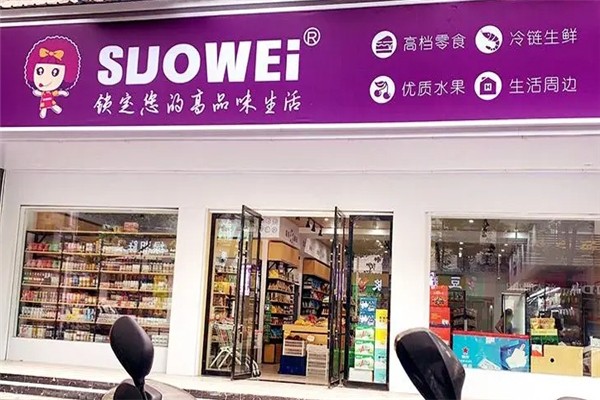 SUOWEi®
锁定您的高品味生活
高档零食
冷链生鲜
优质水果
生活周边